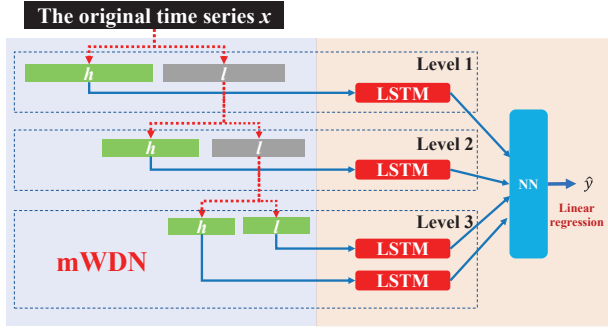 The original time series x
Level 1
h
l
LSTM
Level 2
h
l
LSTM
NN
ŷ
Linear
regression
Level 3
h
l
mWDN
LSTM
LSTM